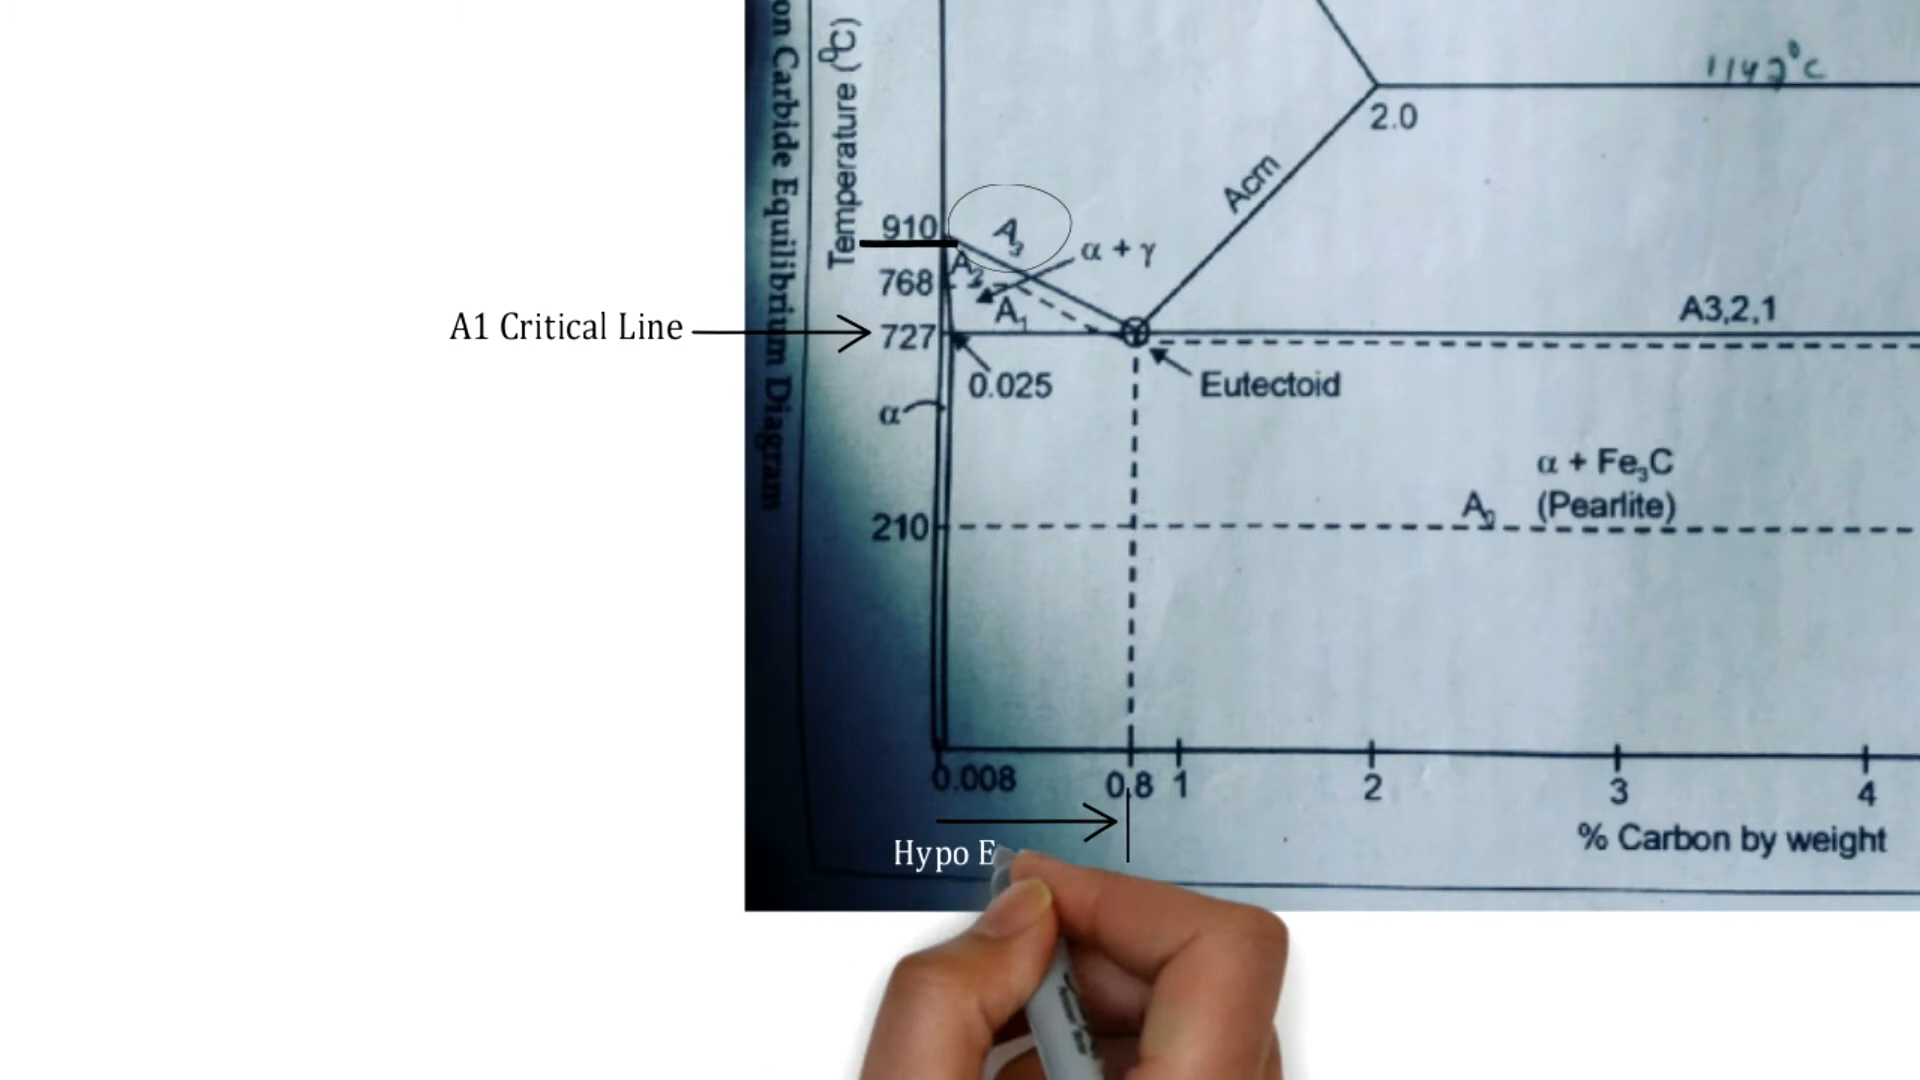 on Carbide Equilibrium Diagram
Temperature (⁰C)
1147⁰c
2.0
Acm
910
A₃
α + γ
A₂
768
A₁
A3,2,1
A1 Critical Line
727
0.025
Eutectoid
α
α + Fe₃C
A₀
(Pearlite)
210
0.008
0.8
1
2
3
4
% Carbon by weight
Hypo E